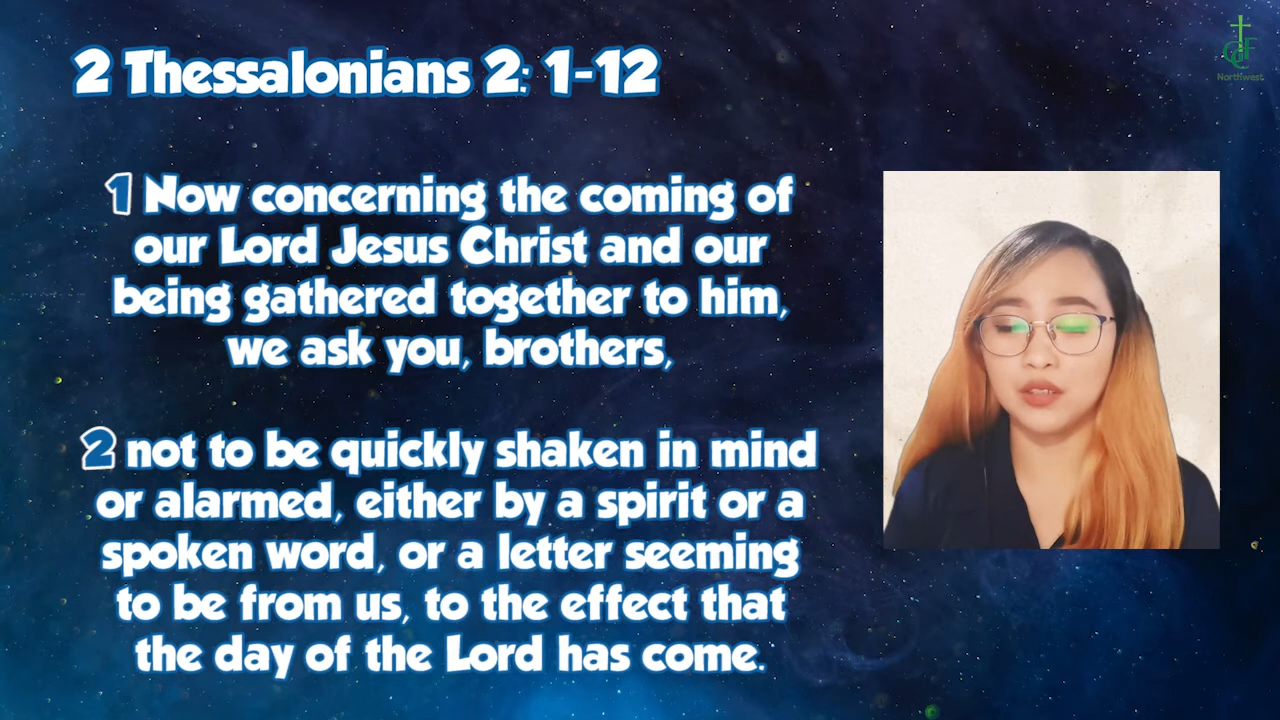 2 Thessalonians 2: 1-12
1 Now concerning the coming of
our Lord Jesus Christ and our
being gathered together to him,
we ask you, brothers,
2 not to be quickly shaken in mind
or alarmed, either by a spirit or a
spoken word, or a letter seeming
to be from us, to the effect that
the day of the Lord has come.
Northwest